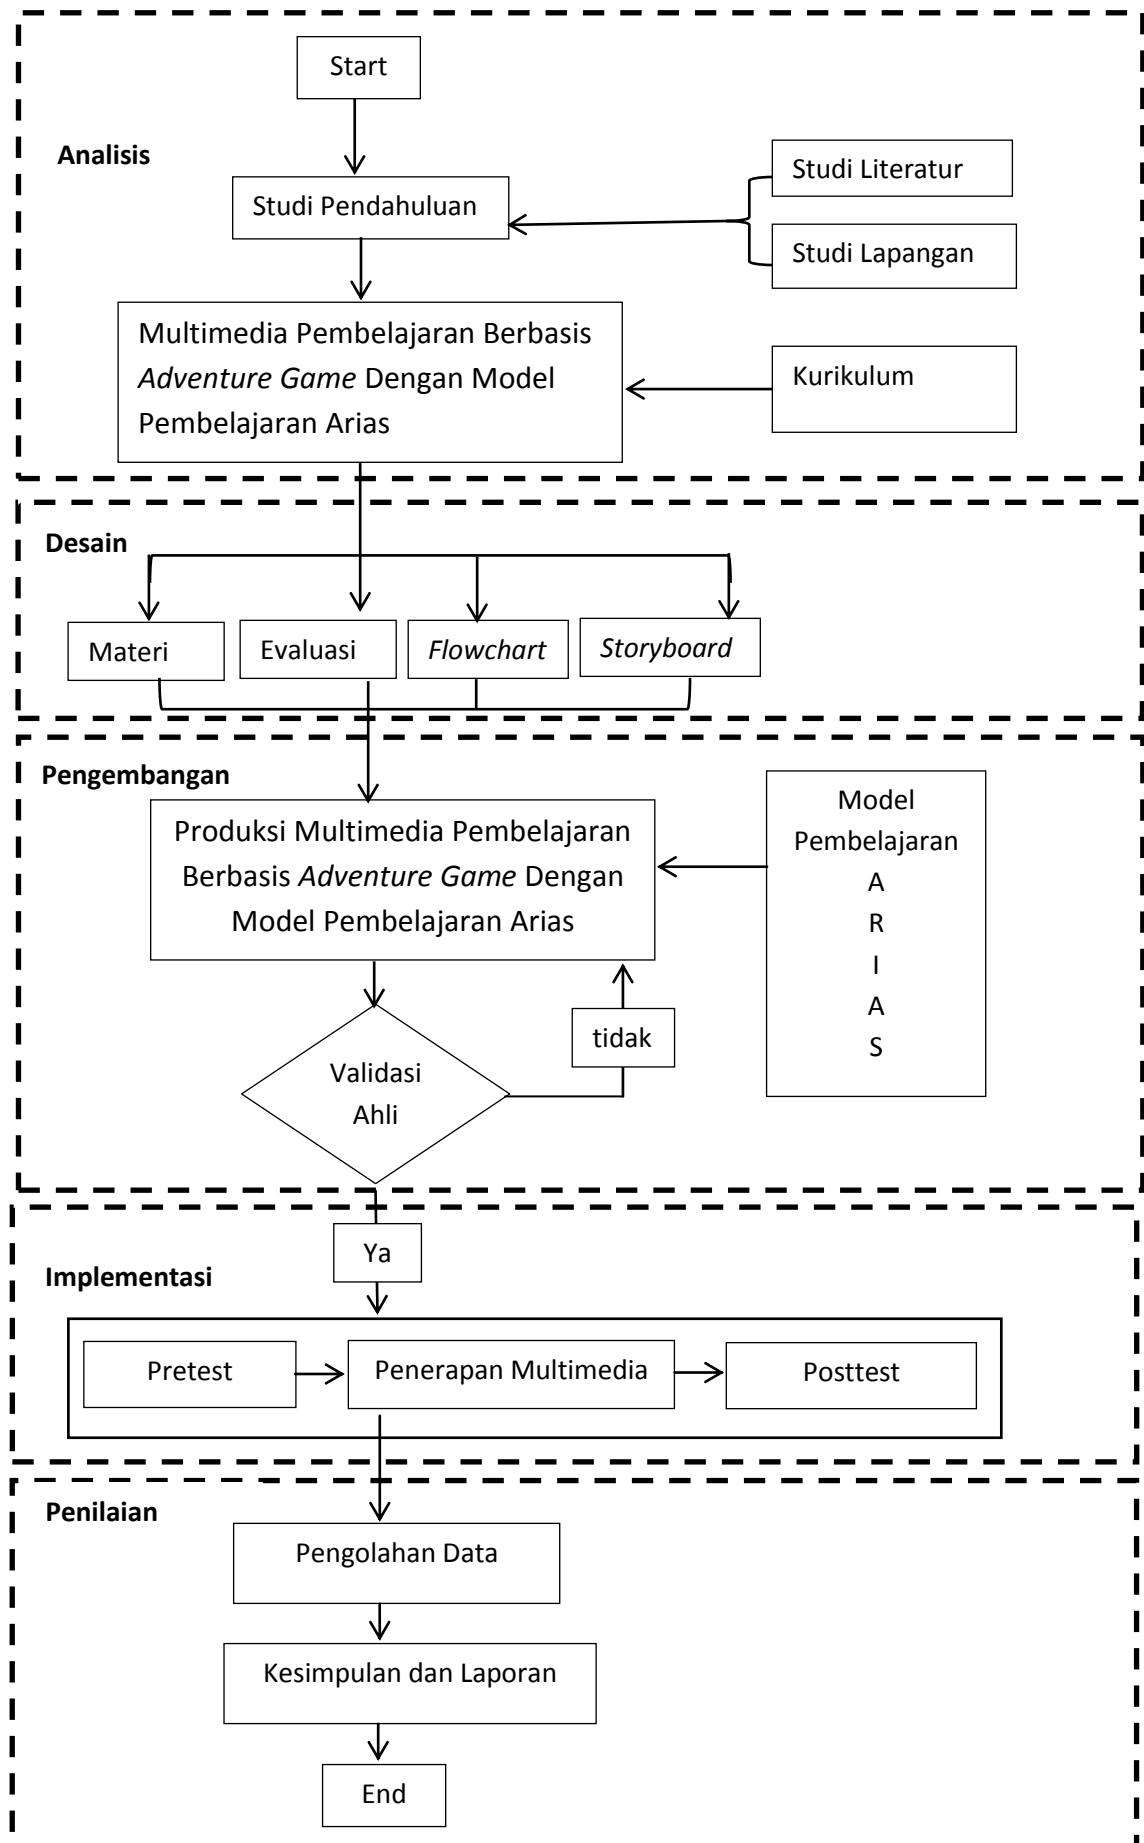 Start
Analisis
Studi Literatur
Studi Pendahuluan
Studi Lapangan
Multimedia Pembelajaran Berbasis
Adventure Game Dengan Model
Pembelajaran Arias
Kurikulum
Desain
Materi
Evaluasi
Flowchart
Storyboard
Pengembangan
Produksi Multimedia Pembelajaran
Berbasis Adventure Game Dengan
Model Pembelajaran Arias
Model
Pembelajaran
A
R
I
A
S
tidak
Validasi
Ahli
Ya
Implementasi
Pretest
Penerapan Multimedia
Posttest
Penilaian
Pengolahan Data
Kesimpulan dan Laporan
End